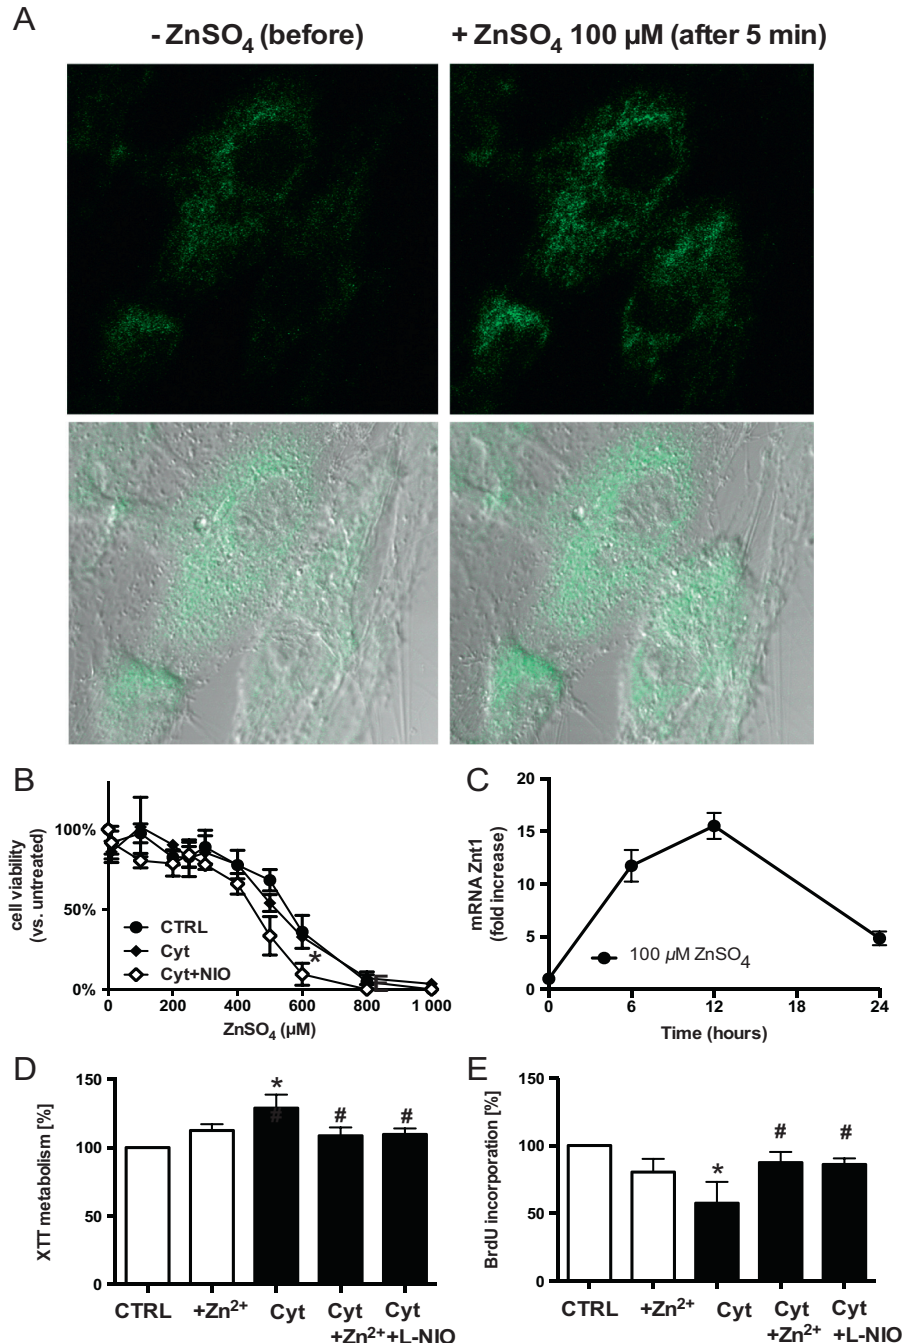 A
- ZnSO₄ (before)
+ ZnSO₄ 100 µM (after 5 min)
B
cell viability
(vs. untreated)
100%
50%
0%
CTRL
Cyt
Cyt+NIO
*
0 200 400 600 800 1 000
ZnSO₄ (µM)
C
mRNA Znt1
(fold increase)
20
15
10
5
0
100 µM ZnSO₄
0 6 12 18 24
Time (hours)
D
XTT metabolism [%]
150
100
50
0
*
# # #
CTRL +Zn²⁺ Cyt Cyt Cyt
+Zn²⁺ +L-NIO
E
BrdU incorporation [%]
150
100
50
0
* # #
CTRL +Zn²⁺ Cyt Cyt Cyt
+Zn²⁺ +L-NIO